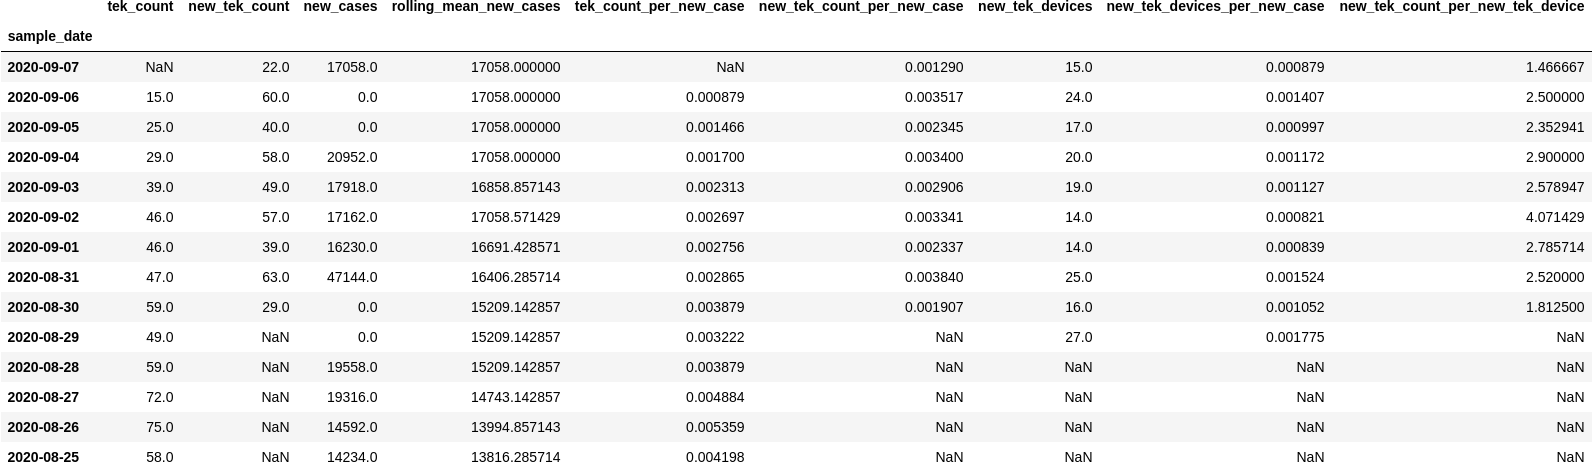 tek_count new_tek_count new_cases rolling_mean_new_cases tek_count_per_new_case new_tek_count_per_new_case new_tek_devices new_tek_devices_per_new_case new_tek_count_per_new_tek_device
sample_date
2020-09-07 NaN 22.0 17058.0 17058.000000 NaN 0.001290 15.0 0.000879 1.466667
2020-09-06 15.0 60.0 0.0 17058.000000 0.000879 0.003517 24.0 0.001407 2.500000
2020-09-05 25.0 40.0 0.0 17058.000000 0.001466 0.002345 17.0 0.000997 2.352941
2020-09-04 29.0 58.0 20952.0 17058.000000 0.001700 0.003400 20.0 0.001172 2.900000
2020-09-03 39.0 49.0 17918.0 16858.857143 0.002313 0.002906 19.0 0.001127 2.578947
2020-09-02 46.0 57.0 17162.0 17058.571429 0.002697 0.003341 14.0 0.000821 4.071429
2020-09-01 46.0 39.0 16230.0 16691.428571 0.002756 0.002337 14.0 0.000839 2.785714
2020-08-31 47.0 63.0 47144.0 16406.285714 0.002865 0.003840 25.0 0.001524 2.520000
2020-08-30 59.0 29.0 0.0 15209.142857 0.003879 0.001907 16.0 0.001052 1.812500
2020-08-29 49.0 NaN 0.0 15209.142857 0.003222 NaN 27.0 0.001775 NaN
2020-08-28 59.0 NaN 19558.0 15209.142857 0.003879 NaN NaN NaN NaN
2020-08-27 72.0 NaN 19316.0 14743.142857 0.004884 NaN NaN NaN NaN
2020-08-26 75.0 NaN 14592.0 13994.857143 0.005359 NaN NaN NaN NaN
2020-08-25 58.0 NaN 14234.0 13816.285714 0.004198 NaN NaN NaN NaN